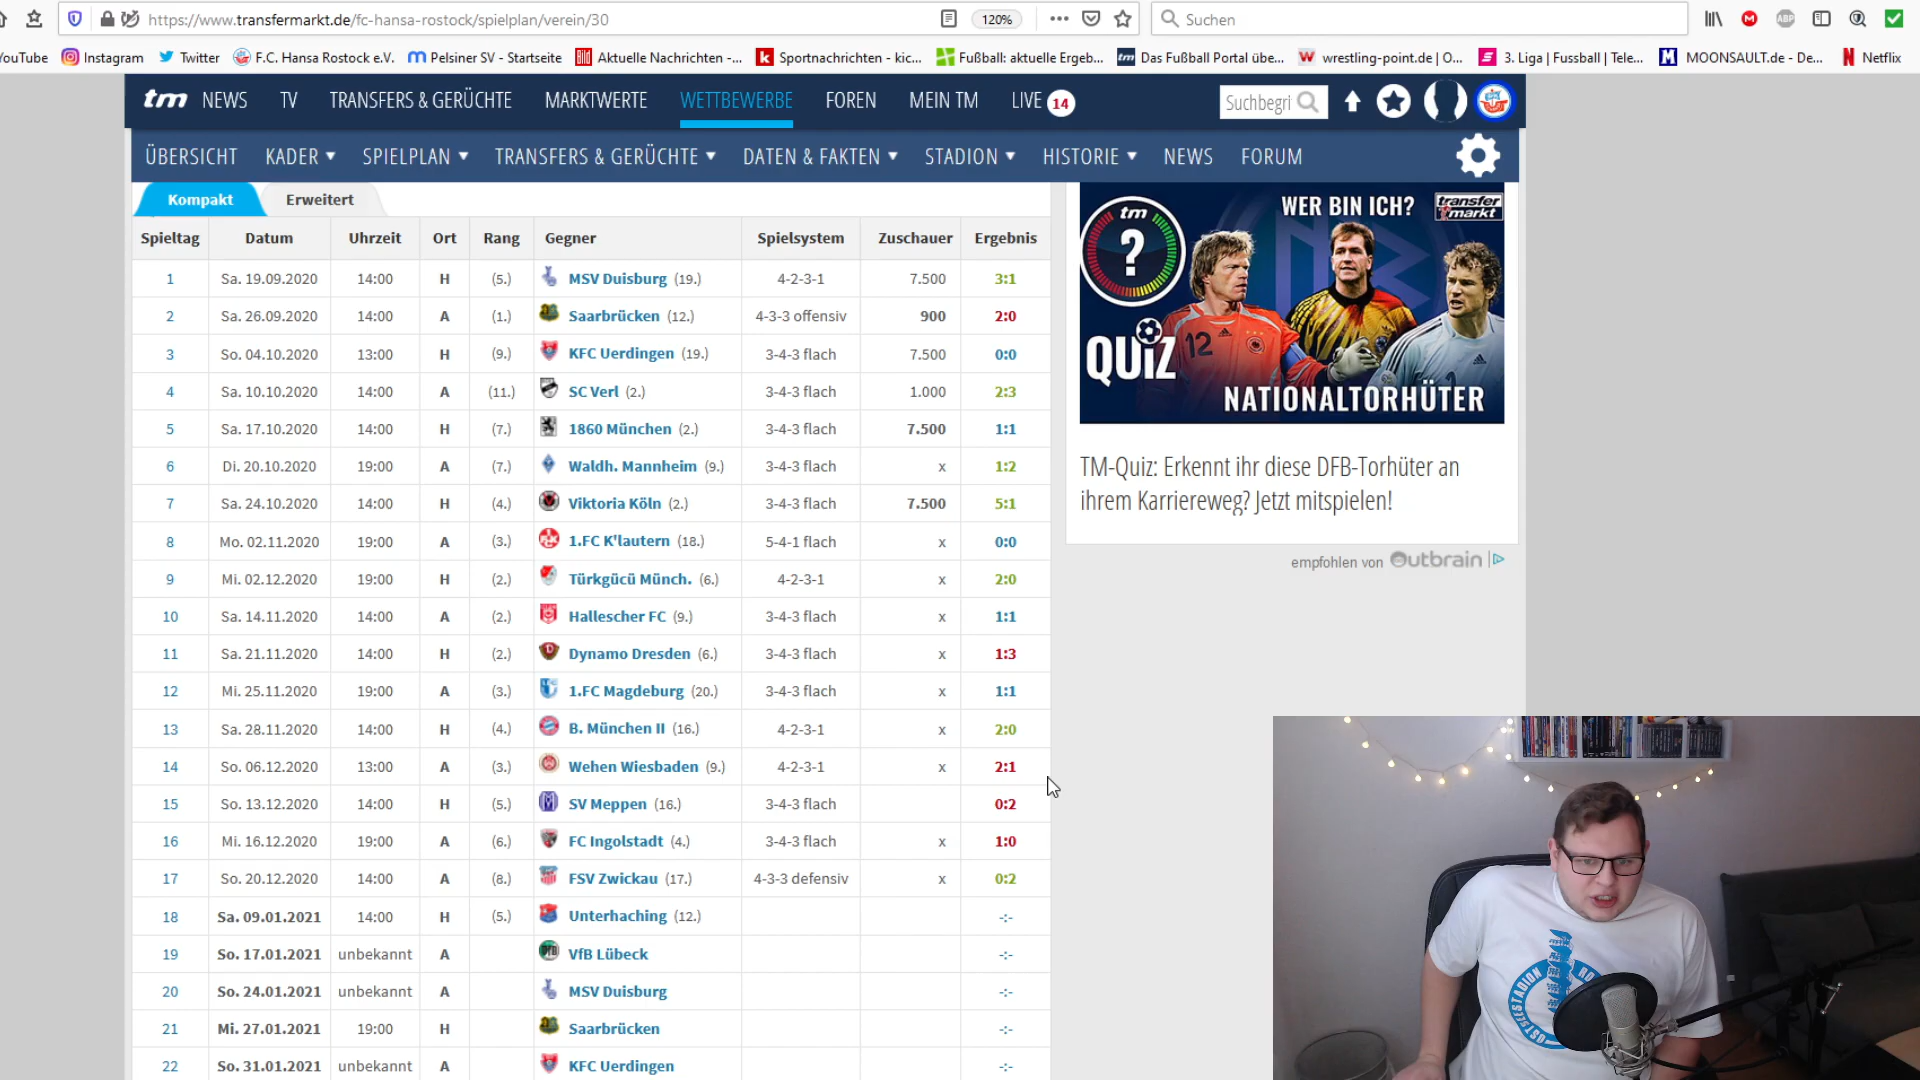 https://www.transfermarkt.de/fc-hansa-rostock/spielplan/verein/30
120%
Suchen
ABP
YouTube Instagram Twitter F.C. Hansa Rostock e.V. Pelsiner SV - Startseite Aktuelle Nachrichten -... Sportnachrichten - kic... Fußball: aktuelle Ergeb... Das Fußball Portal übe... wrestling-point.de | O... 3. Liga | Fussball | Tele... MOONSAULT.de - De... Netflix
tm NEWS TV TRANSFERS & GERÜCHTE MARKTWERTE WETTBEWERBE FOREN MEIN TM LIVE 14 Suchbegri
ÜBERSICHT KADER SPIELPLAN TRANSFERS & GERÜCHTE DATEN & FAKTEN STADION HISTORIE NEWS FORUM
Kompakt Erweitert
Spieltag Datum Uhrzeit Ort Rang Gegner Spielsystem Zuschauer Ergebnis
1 Sa. 19.09.2020 14:00 H (5.) MSV Duisburg (19.) 4-2-3-1 7.500 3:1
2 Sa. 26.09.2020 14:00 A (1.) Saarbrücken (12.) 4-3-3 offensiv 900 2:0
3 So. 04.10.2020 13:00 H (9.) KFC Uerdingen (19.) 3-4-3 flach 7.500 0:0
4 Sa. 10.10.2020 14:00 A (11.) SC Verl (2.) 3-4-3 flach 1.000 2:3
5 Sa. 17.10.2020 14:00 H (7.) 1860 München (2.) 3-4-3 flach 7.500 1:1
6 Di. 20.10.2020 19:00 A (7.) Waldh. Mannheim (9.) 3-4-3 flach x 1:2
7 Sa. 24.10.2020 14:00 H (4.) Viktoria Köln (2.) 3-4-3 flach 7.500 5:1
8 Mo. 02.11.2020 19:00 A (3.) 1.FC K'lautern (18.) 5-4-1 flach x 0:0
9 Mi. 02.12.2020 19:00 H (2.) Türkgücü Münch. (6.) 4-2-3-1 x 2:0
10 Sa. 14.11.2020 14:00 A (2.) Hallescher FC (9.) 3-4-3 flach x 1:1
11 Sa. 21.11.2020 14:00 H (2.) Dynamo Dresden (6.) 3-4-3 flach x 1:3
12 Mi. 25.11.2020 19:00 A (3.) 1.FC Magdeburg (20.) 3-4-3 flach x 1:1
13 Sa. 28.11.2020 14:00 H (4.) B. München II (16.) 4-2-3-1 x 2:0
14 So. 06.12.2020 13:00 A (3.) Wehen Wiesbaden (9.) 4-2-3-1 x 2:1
15 So. 13.12.2020 14:00 H (5.) SV Meppen (16.) 3-4-3 flach x 0:2
16 Mi. 16.12.2020 19:00 A (6.) FC Ingolstadt (4.) 3-4-3 flach x 1:0
17 So. 20.12.2020 14:00 A (8.) FSV Zwickau (17.) 4-3-3 defensiv x 0:2
18 Sa. 09.01.2021 14:00 H (5.) Unterhaching (12.) -:-
19 So. 17.01.2021 unbekannt A VfB Lübeck -:-
20 So. 24.01.2021 unbekannt A MSV Duisburg -:-
21 Mi. 27.01.2021 19:00 H Saarbrücken -:-
22 So. 31.01.2021 unbekannt A KFC Uerdingen -:-
tm
?
WER BIN ICH?
transfer markt
12
QUiZ
NATIONALTORHÜTER
TM-Quiz: Erkennt ihr diese DFB-Torhüter an
ihrem Karriereweg? Jetzt mitspielen!
empfohlen von Outbrain
OSTSEESTADION RO